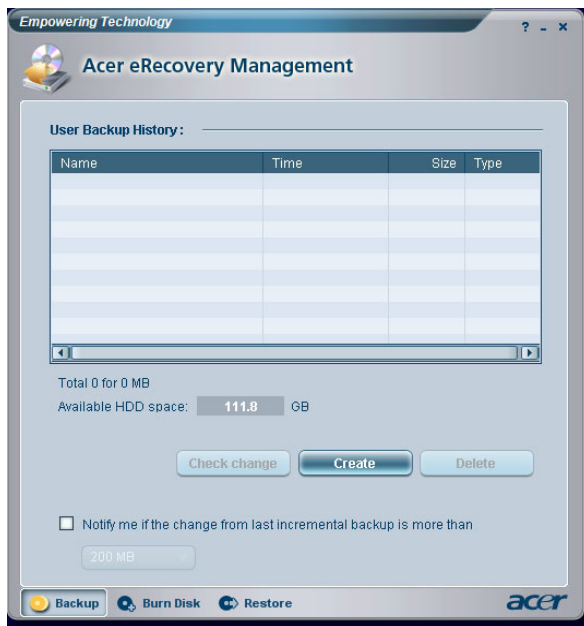 Empowering Technology
? - ×
Acer eRecovery Management
User Backup History :
Name Time Size Type
Total 0 for 0 MB
Available HDD space: 111.8 GB
Check change Create Delete
Notify me if the change from last incremental backup is more than
200 MB
Backup Burn Disk Restore acer